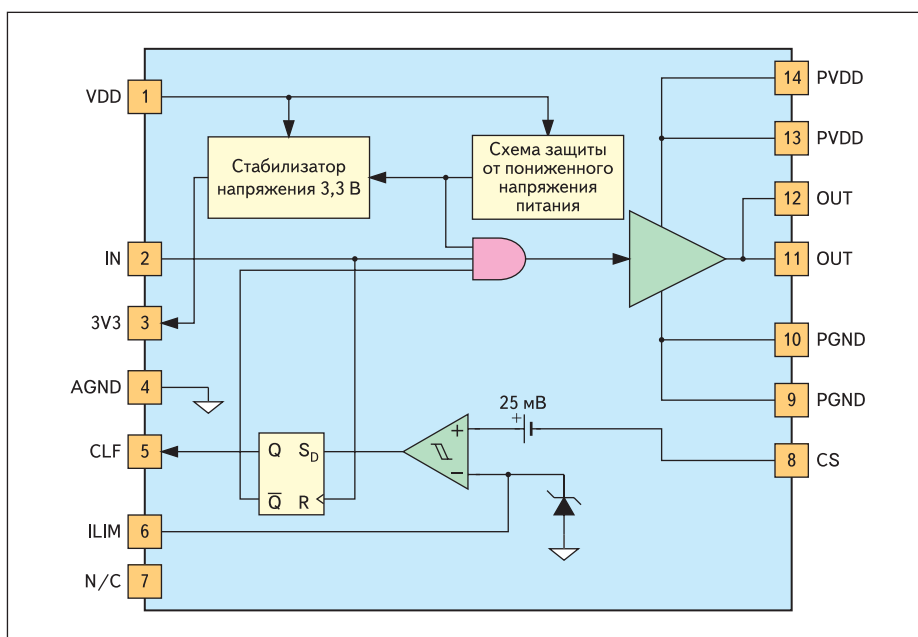 VDD 1
IN 2
3V3 3
AGND 4
CLF 5
ILIM 6
N/C 7
Стабилизатор
напряжения 3,3 В
Схема защиты
от пониженного
напряжения
питания
25 мВ
+
+
–
Q S_D
Q̅ R
14 PVDD
13 PVDD
12 OUT
11 OUT
10 PGND
9 PGND
8 CS